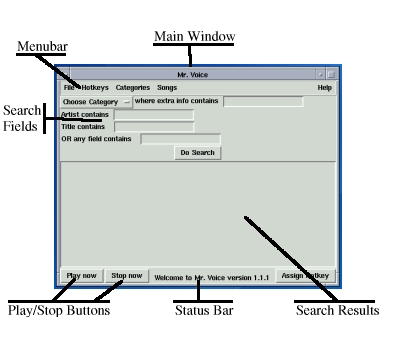 Main Window
Menubar
Mr. Voice
File Hotkeys Categories Songs Help
Choose Category where extra info contains
Search
Fields
Artist contains
Title contains
OR any field contains
Do Search
Play now Stop now Welcome to Mr. Voice version 1.1.1 Assign Hotkey
Play/Stop Buttons Status Bar Search Results